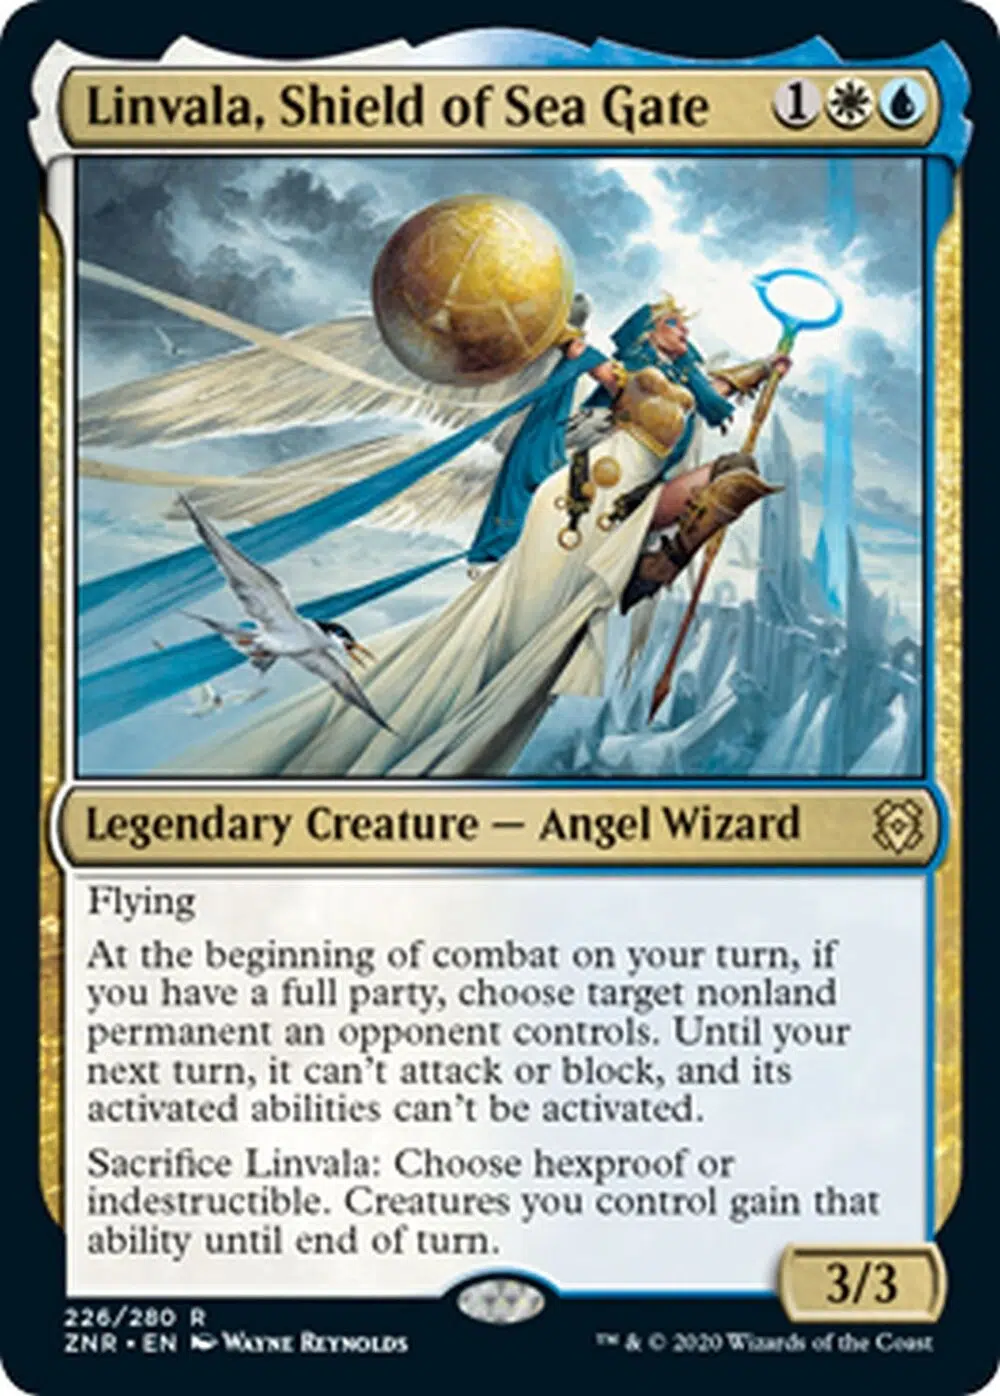 Linvala, Shield of Sea Gate 1
Legendary Creature — Angel Wizard
Flying
At the beginning of combat on your turn, if
you have a full party, choose target nonland
permanent an opponent controls. Until your
next turn, it can't attack or block, and its
activated abilities can't be activated.
Sacrifice Linvala: Choose hexproof or
indestructible. Creatures you control gain that
ability until end of turn.
3/3
226/280 R
ZNR • EN Wayne Reynolds
™ & © 2020 Wizards of the Coast